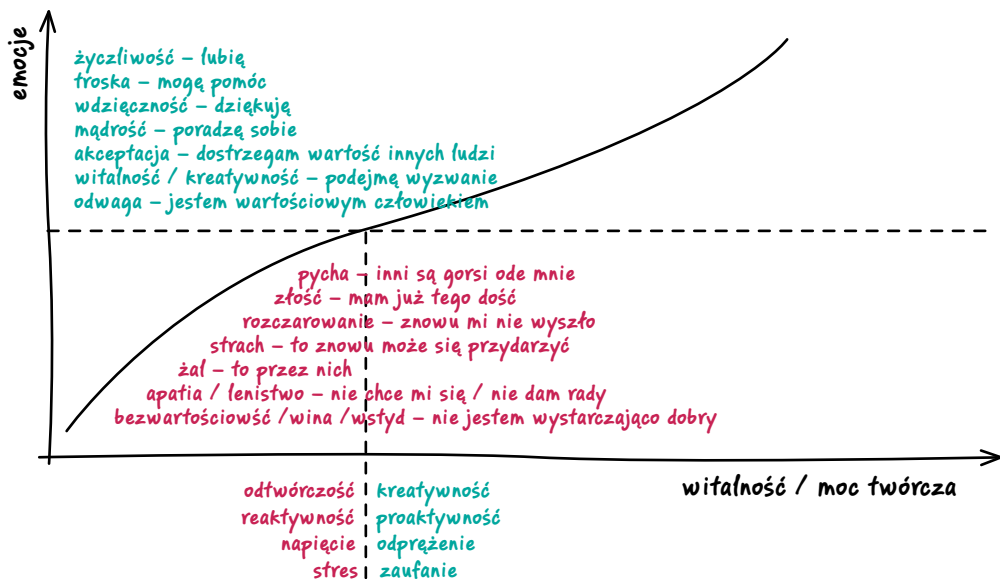 emocje
życzliwość – lubię
troska – mogę pomóc
wdzięczność – dziękuję
mądrość – poradzę sobie
akceptacja – dostrzegam wartość innych ludzi
witalność / kreatywność – podejmę wyzwanie
odwaga – jestem wartościowym człowiekiem
pycha – inni są gorsi ode mnie
złość – mam już tego dość
rozczarowanie – znowu mi nie wyszło
strach – to znowu może się przydarzyć
żal – to przez nich
apatia / lenistwo – nie chce mi się / nie dam rady
bezwartościowść /wina /wstyd – nie jestem wystarczająco dobry
witalność / moc twórcza
odtwórczość kreatywność
reaktywność proaktywność
napięcie odprężenie
stres zaufanie